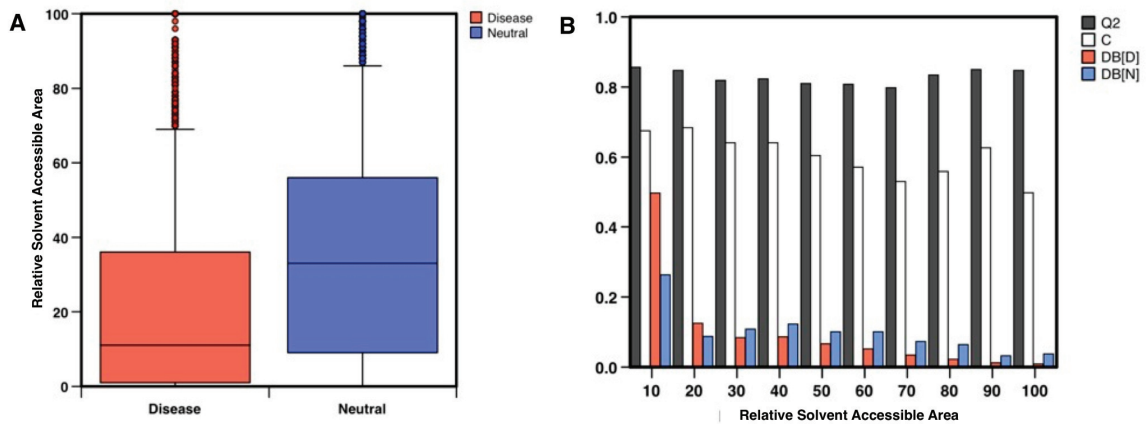 A
Relative Solvent Accessible Area
100
80
60
40
20
0
Disease
Neutral
Disease
Neutral
B
1.0
0.8
0.6
0.4
0.2
0.0
10 20 30 40 50 60 70 80 90 100
Relative Solvent Accessible Area
Q2
C
DB[D]
DB[N]